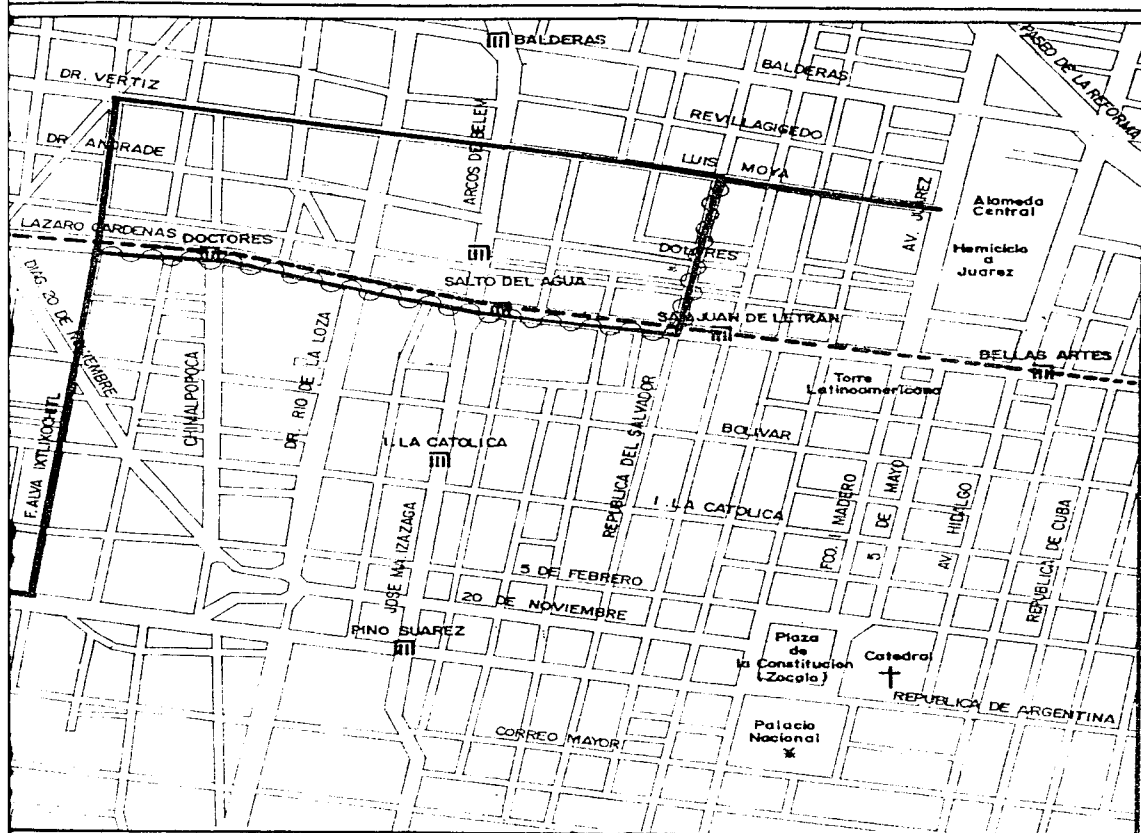 BALDERAS
PASEO DE LA REFORMA
DR. VERTIZ
BALDERAS
REVILLAGIGEDO
DR. ANDRADE
ARCOS DE BELEM
LUIS MOYA
AV. JUAREZ
Alameda
Central
LAZARO CARDENAS
DOCTORES
DOLORES
Hemiciclo
a
Juarez
DIAG. 20 DE NOVIEMBRE
SALTO DEL AGUA
SAN JUAN DE LETRAN
BELLAS ARTES
CHIMALPOPOCA
DR. RIO DE LA LOZA
Torre
Latinoamericana
F. ALVA IXTLIXOCHITL
REPUBLICA DEL SALVADOR
BOLIVAR
I. LA CATOLICA
I LA CATOLICA
FCO. I MADERO
5 DE MAYO
AV. HIDALGO
REPUBLICA DE CUBA
JOSE MA. IZAZAGA
5 DE FEBRERO
20 DE NOVIEMBRE
PINO SUAREZ
Plaza
de
la Constitucion
(Zocalo)
Catedral
REPUBLICA DE ARGENTINA
CORREO MAYOR
Palacio
Nacional